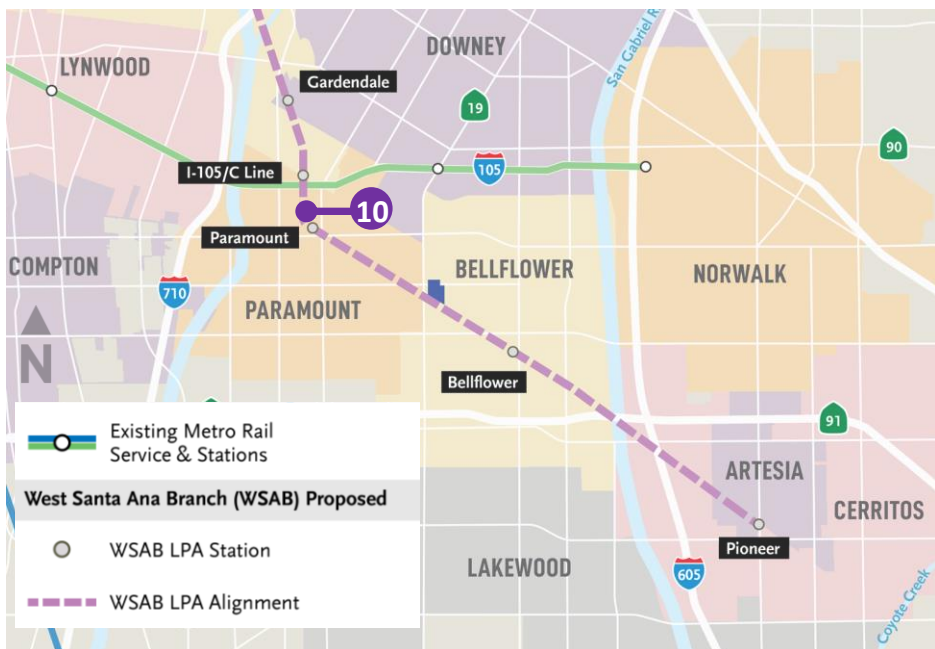 DOWNEY
San Gabriel R
LYNWOOD
Gardendale
19
90
I-105/C Line
105
10
Paramount
COMPTON
BELLFLOWER
NORWALK
710
PARAMOUNT
N
Bellflower
Existing Metro Rail
Service & Stations
91
West Santa Ana Branch (WSAB) Proposed
ARTESIA
CERRITOS
WSAB LPA Station
Pioneer
LAKEWOOD
605
WSAB LPA Alignment
Coyote Creek